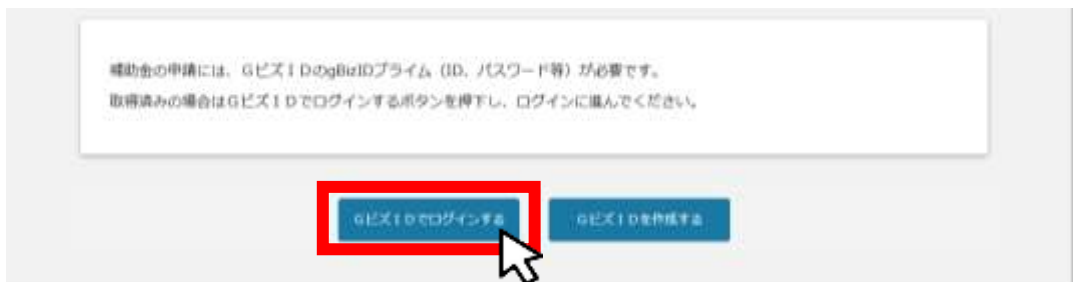 補助金の申請には、GビズIDのgBizIDプライム（ID、パスワード等）が必要です。
取得済みの場合はGビズIDでログインするボタンを押下し、ログインに進んでください。
GビズIDでログインする
GビズIDを作成する